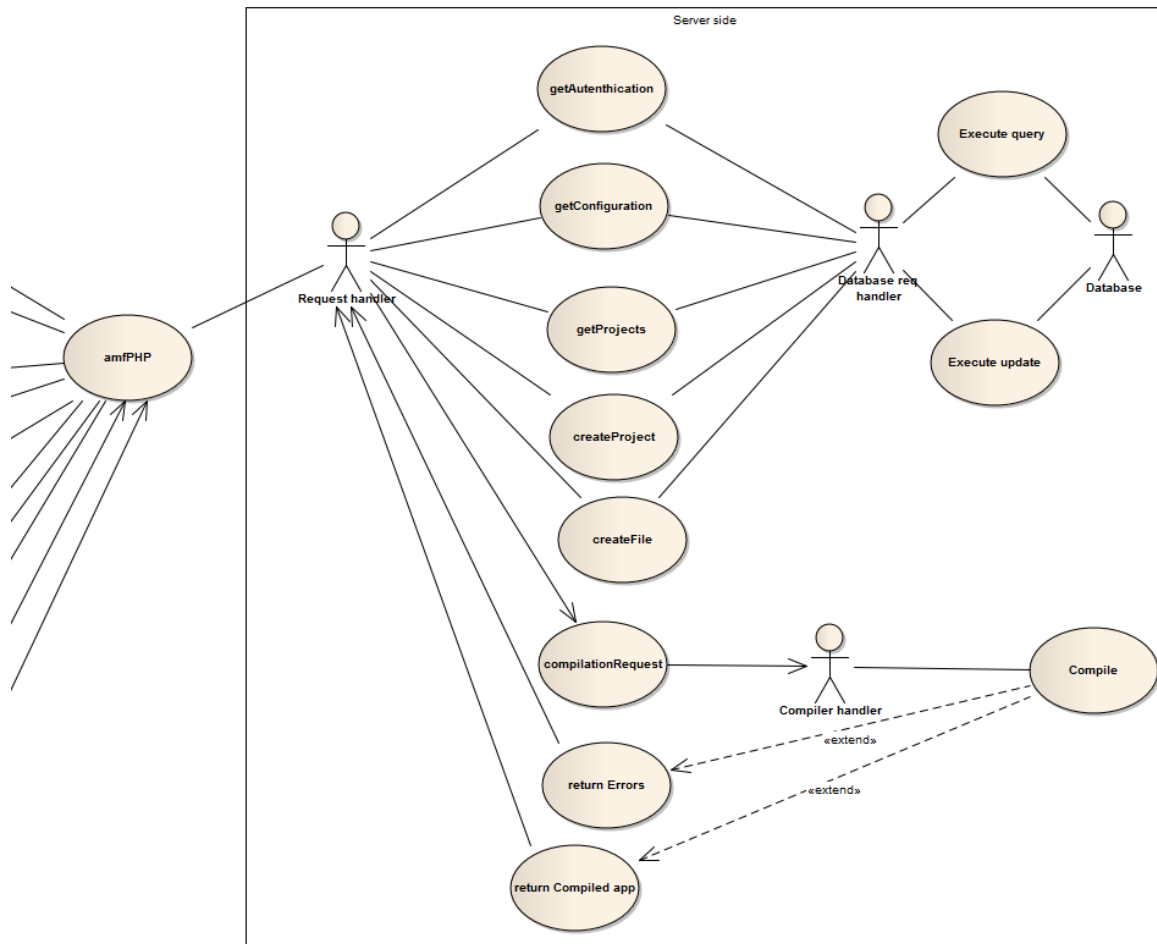 Server side
getAutenthication
Execute query
getConfiguration
Request handler
Database req
handler
Database
getProjects
amfPHP
Execute update
createProject
createFile
compilationRequest
Compiler handler
Compile
«extend»
return Errors
«extend»
return Compiled app